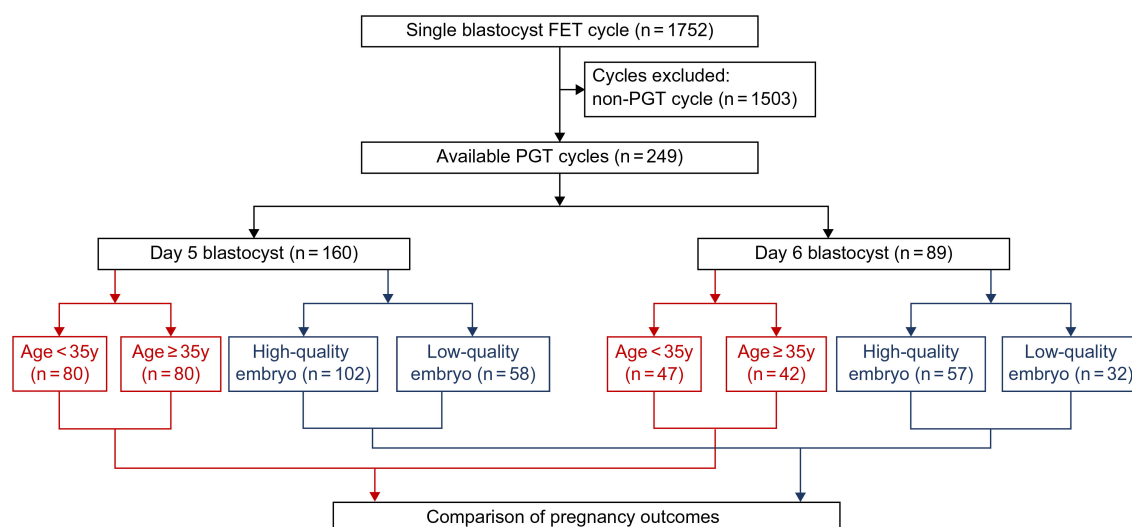 Single blastocyst FET cycle (n = 1752)
Cycles excluded:
non-PGT cycle (n = 1503)
Available PGT cycles (n = 249)
Day 5 blastocyst (n = 160)
Day 6 blastocyst (n = 89)
Age < 35y
(n = 80)
Age ≥ 35y
(n = 80)
High-quality
embryo (n = 102)
Low-quality
embryo (n = 58)
Age < 35y
(n = 47)
Age ≥ 35y
(n = 42)
High-quality
embryo (n = 57)
Low-quality
embryo (n = 32)
Comparison of pregnancy outcomes